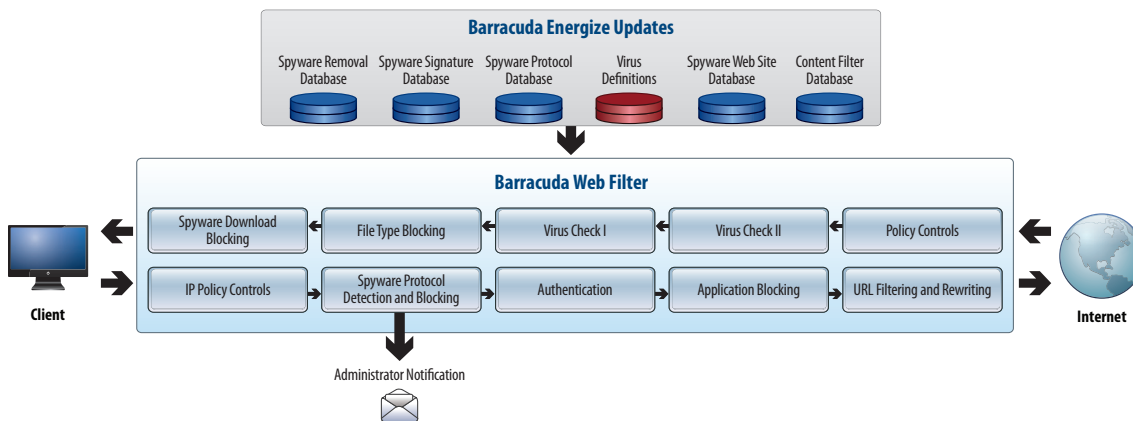 Barracuda Energize Updates
Spyware Removal
Database
Spyware Signature
Database
Spyware Protocol
Database
Virus
Definitions
Spyware Web Site
Database
Content Filter
Database
Barracuda Web Filter
Spyware Download
Blocking
File Type Blocking
Virus Check I
Virus Check II
Policy Controls
IP Policy Controls
Spyware Protocol
Detection and Blocking
Authentication
Application Blocking
URL Filtering and Rewriting
Client
Internet
Administrator Notification